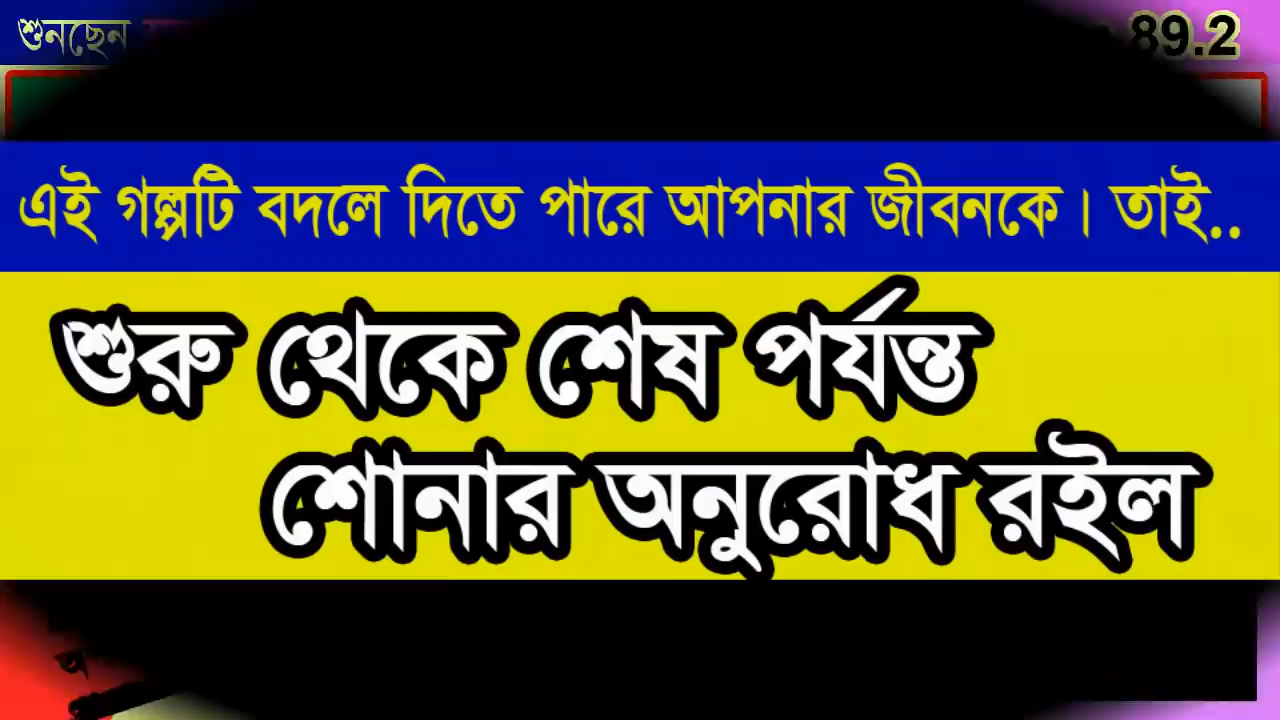 শুনছেন 89.2
এই গল্পটি বদলে দিতে পারে আপনার জীবনকে। তাই..
শুরু থেকে শেষ পর্যন্ত
শোনার অনুরোধ রইল